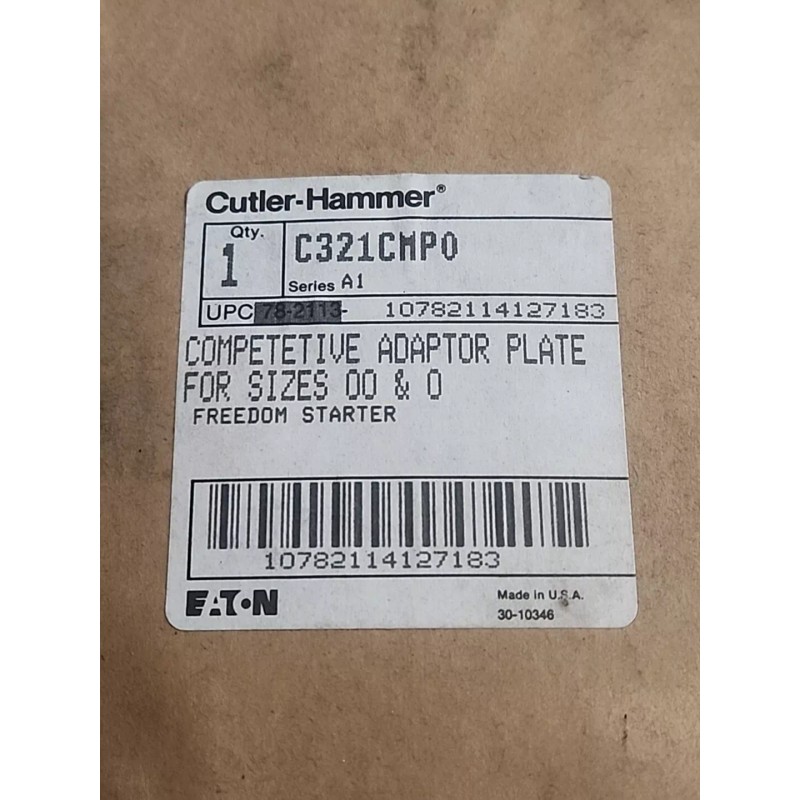 Cutler-Hammer®
Qty.
1
C321CMP0
Series A1
UPC 78-2113- 10782114127183
COMPETETIVE ADAPTOR PLATE
FOR SIZES 00 & 0
FREEDOM STARTER
10782114127183
EATON
Made in U.S.A.
30-10346